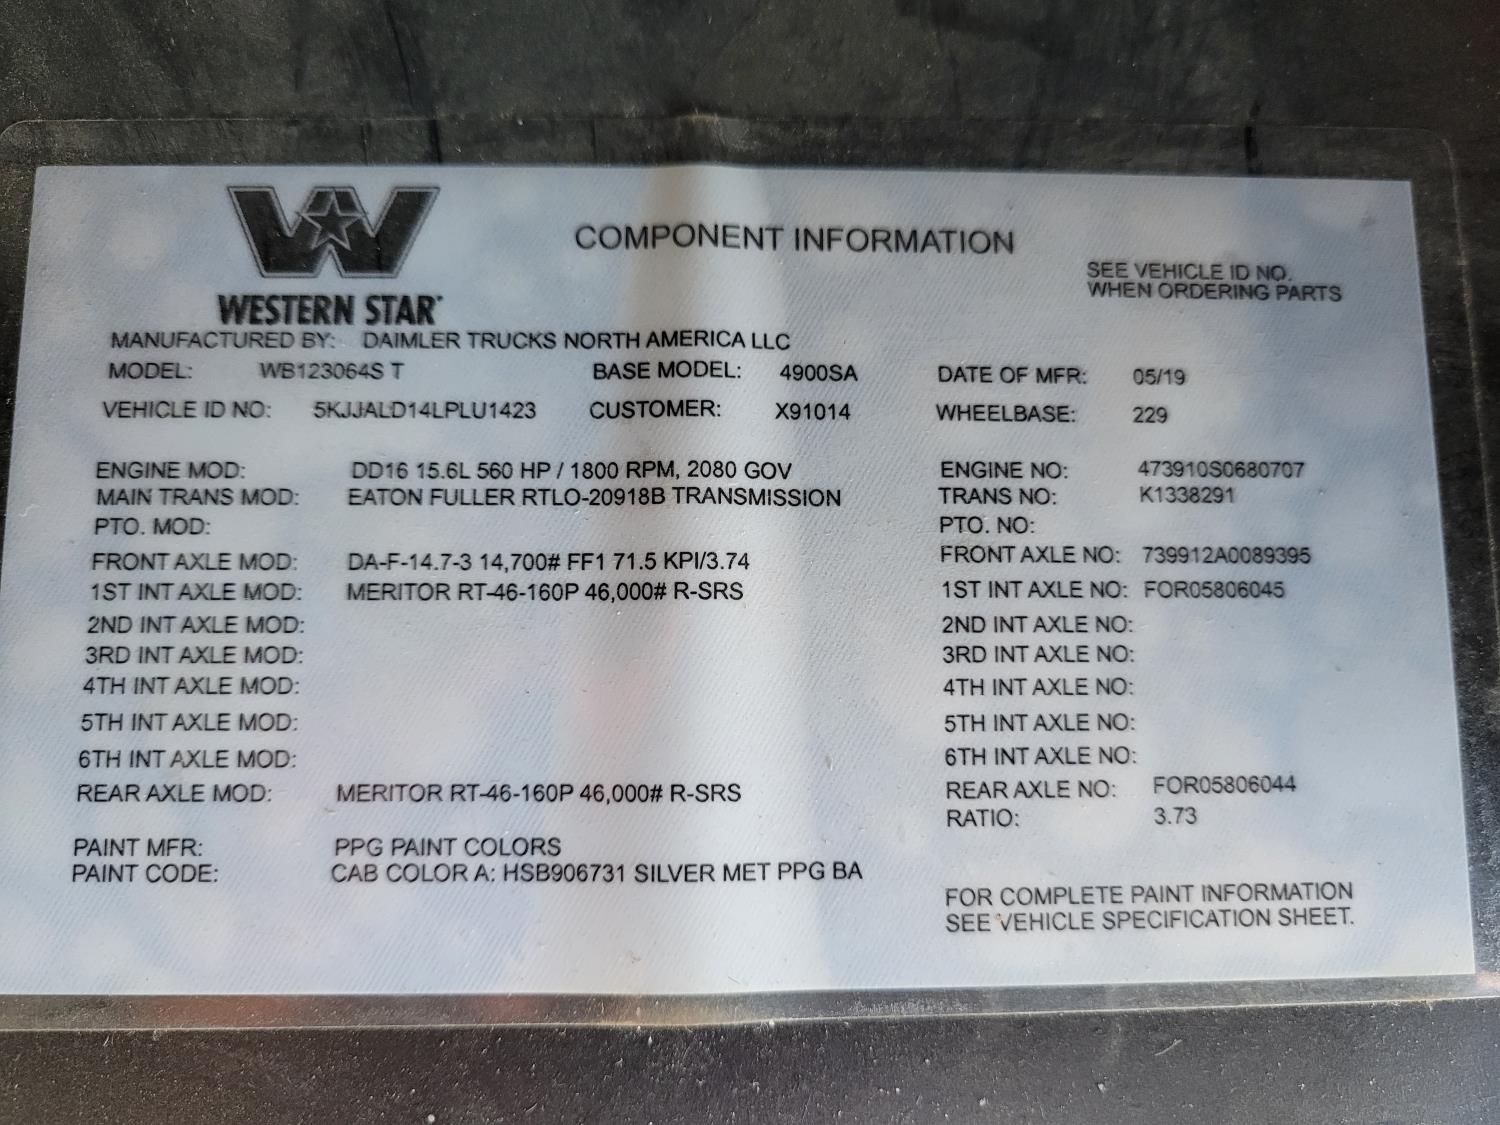 WESTERN STAR
COMPONENT INFORMATION
SEE VEHICLE ID NO.
WHEN ORDERING PARTS
MANUFACTURED BY: DAIMLER TRUCKS NORTH AMERICA LLC
MODEL: WB123064S T BASE MODEL: 4900SA DATE OF MFR: 05/19
VEHICLE ID NO: 5KJJALD14LPLU1423 CUSTOMER: X91014 WHEELBASE: 229
ENGINE MOD: DD16 15.6L 560 HP / 1800 RPM, 2080 GOV ENGINE NO: 473910S0680707
MAIN TRANS MOD: EATON FULLER RTLO-20918B TRANSMISSION TRANS NO: K1338291
PTO. MOD: PTO. NO:
FRONT AXLE MOD: DA-F-14.7-3 14,700# FF1 71.5 KPI/3.74 FRONT AXLE NO: 739912A0089395
1ST INT AXLE MOD: MERITOR RT-46-160P 46,000# R-SRS 1ST INT AXLE NO: FOR05806045
2ND INT AXLE MOD: 2ND INT AXLE NO:
3RD INT AXLE MOD: 3RD INT AXLE NO:
4TH INT AXLE MOD: 4TH INT AXLE NO:
5TH INT AXLE MOD: 5TH INT AXLE NO:
6TH INT AXLE MOD: 6TH INT AXLE NO:
REAR AXLE MOD: MERITOR RT-46-160P 46,000# R-SRS REAR AXLE NO: FOR05806044
RATIO: 3.73
PAINT MFR: PPG PAINT COLORS
PAINT CODE: CAB COLOR A: HSB906731 SILVER MET PPG BA
FOR COMPLETE PAINT INFORMATION
SEE VEHICLE SPECIFICATION SHEET.